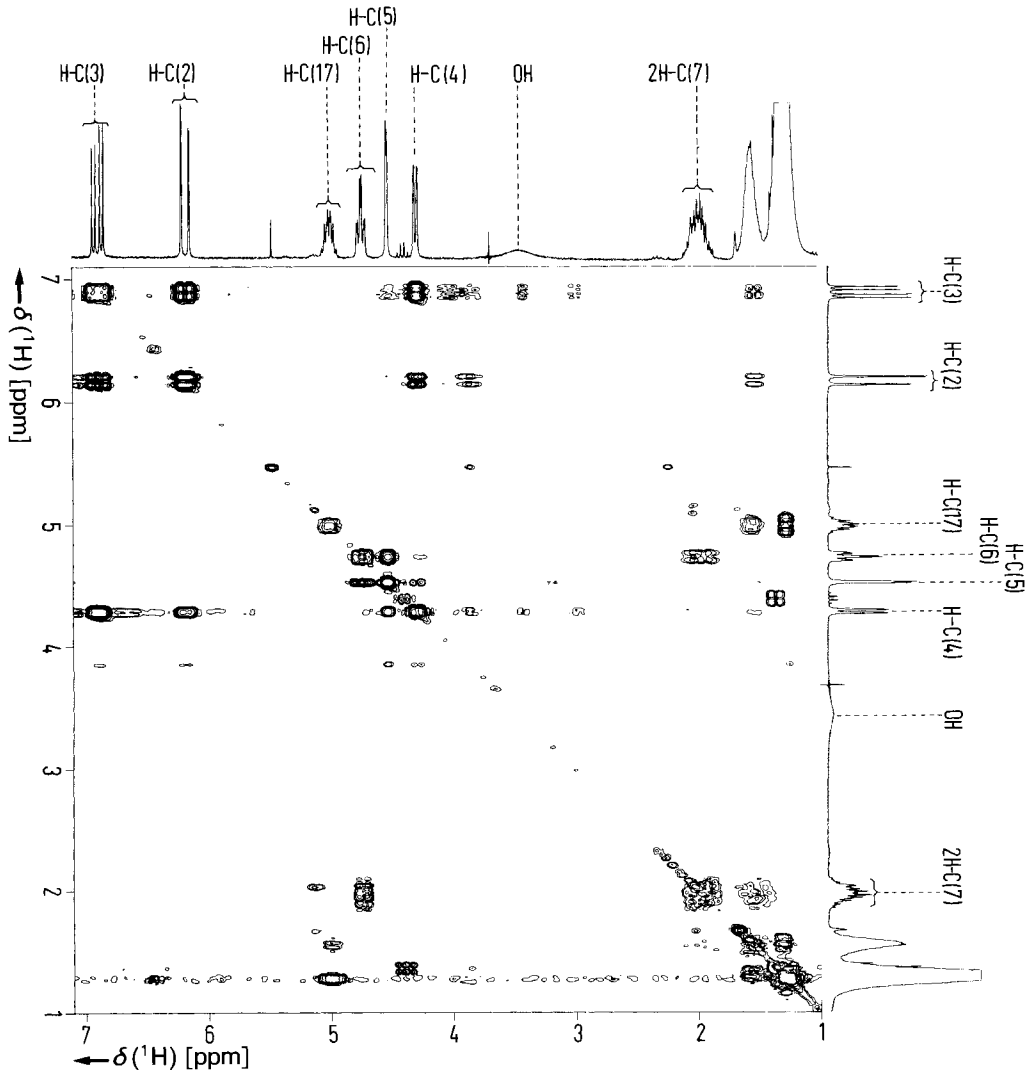 H-C(5)
H-C(6)
H-C(3)
H-C(2)
H-C(17)
H-C(4)
OH
2H-C(7)
7
6
5
4
3
2
1
δ(¹H) [ppm]
H-C(3)
H-C(2)
H-C(17)
H-C(6)
H-C(5)
H-C(4)
OH
2H-C(7)
7
6
5
4
3
2
1
δ(¹H) [ppm]